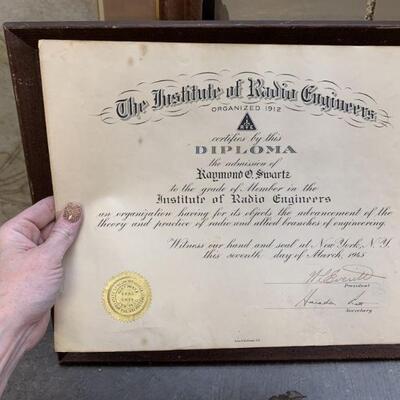 The Institute of Radio Engineers
ORGANIZED 1912
certifies by this
DIPLOMA
the admission of
Raymond O. Swartz
to the grade of Member in the
Institute of Radio Engineers
an organization having for its objects the advancement of the
theory and practice of radio and allied branches of engineering.
Witness our hand and seal at New York, N.Y.
this seventh day of March, 1945
W L Everitt
President
Haraden Pratt
Secretary